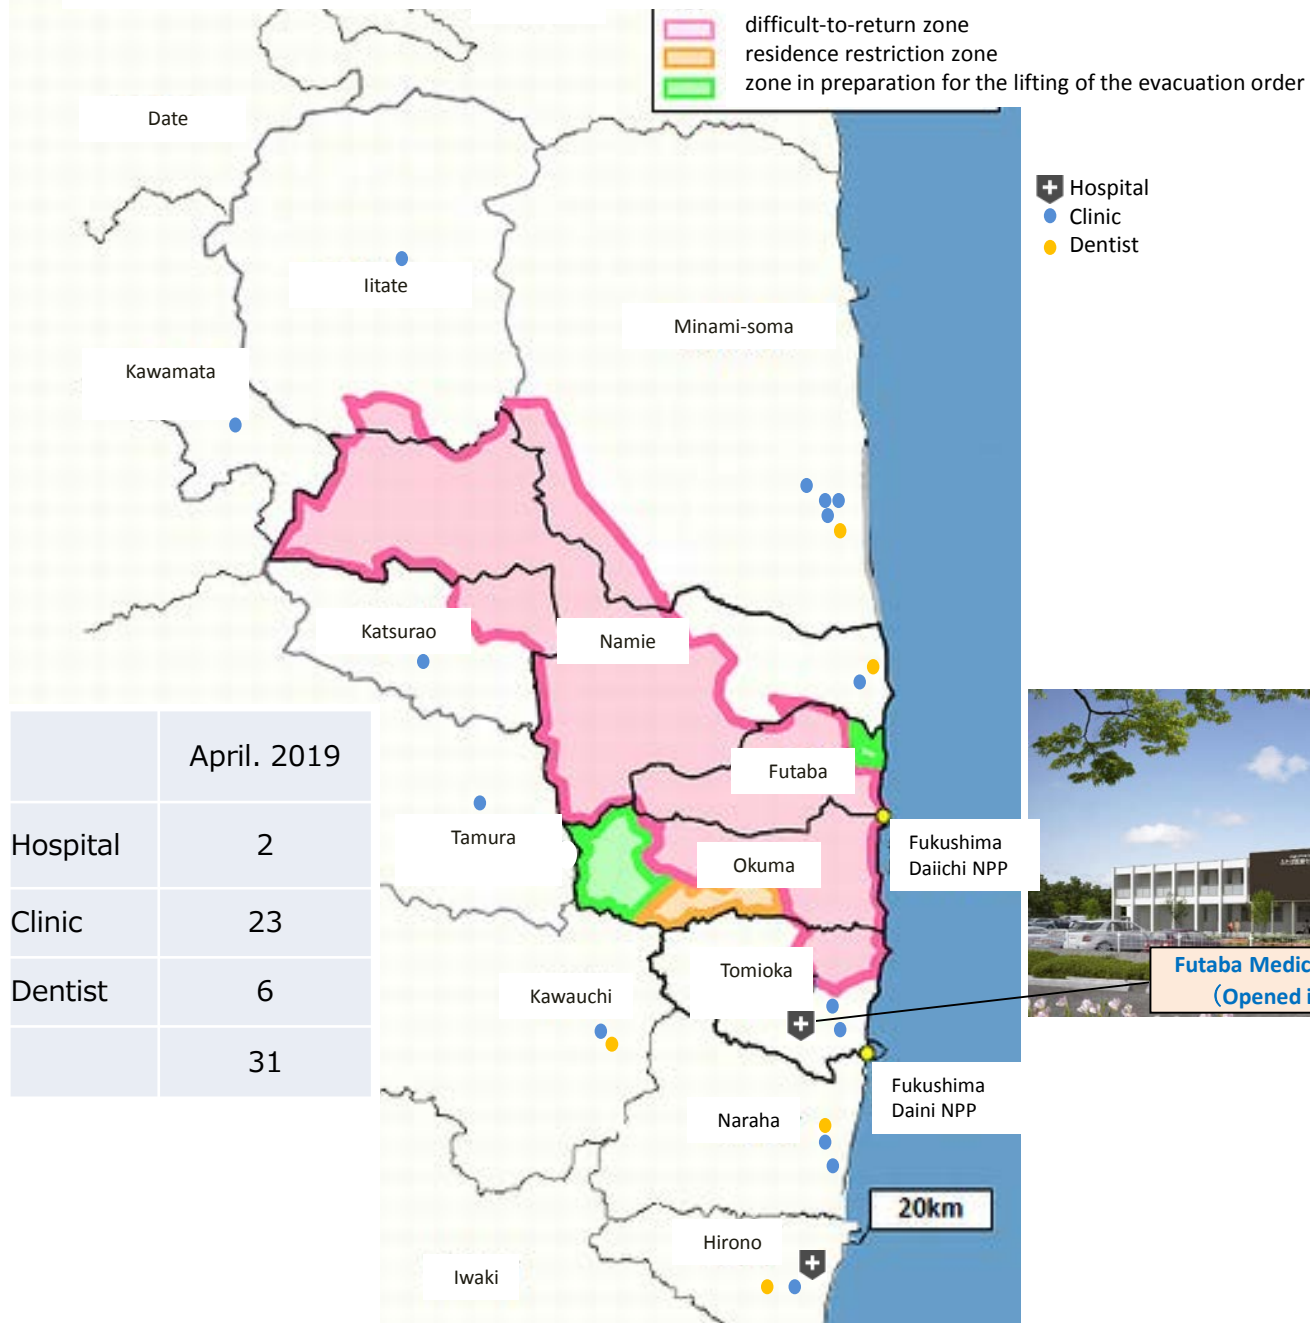 difficult-to-return zone
residence restriction zone
zone in preparation for the lifting of the evacuation order
Hospital
Clinic
Dentist
Date
Iitate
Minami-soma
Kawamata
Katsurao
Namie
Futaba
Tamura
Okuma
Fukushima
Daiichi NPP
Tomioka
Kawauchi
Fukushima
Daini NPP
Naraha
20km
Hirono
Iwaki
April. 2019
Hospital 2
Clinic 23
Dentist 6
31
Futaba Medic
（Opened i